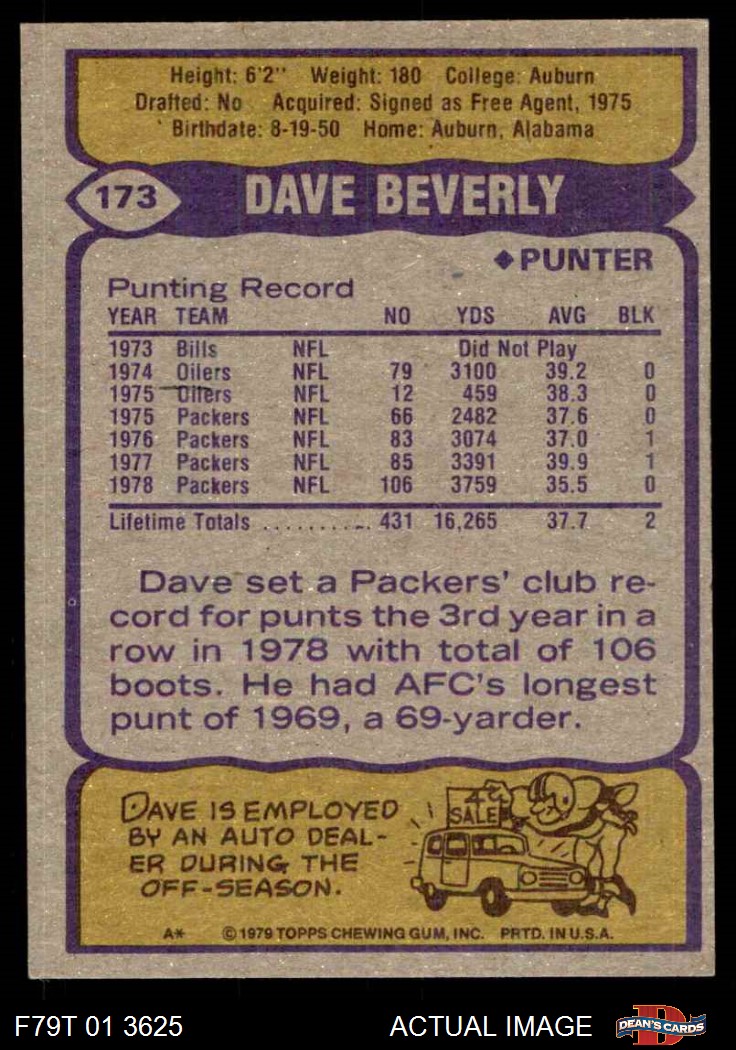 Height: 6'2" Weight: 180 College: Auburn
Drafted: No Acquired: Signed as Free Agent, 1975
Birthdate: 8-19-50 Home: Auburn, Alabama
173 DAVE BEVERLY
◆PUNTER
Punting Record
YEAR TEAM NO YDS AVG BLK
1973 Bills NFL Did Not Play
1974 Oilers NFL 79 3100 39.2 0
1975 Oilers NFL 12 459 38.3 0
1975 Packers NFL 66 2482 37.6 0
1976 Packers NFL 83 3074 37.0 1
1977 Packers NFL 85 3391 39.9 1
1978 Packers NFL 106 3759 35.5 0
Lifetime Totals .......... 431 16,265 37.7 2
Dave set a Packers' club re-
cord for punts the 3rd year in a
row in 1978 with total of 106
boots. He had AFC's longest
punt of 1969, a 69-yarder.
DAVE IS EMPLOYED
BY AN AUTO DEAL-
ER DURING THE
OFF-SEASON.
4 SALE
A* © 1979 TOPPS CHEWING GUM, INC. PRTD. IN U.S.A.
F79T 01 3625 ACTUAL IMAGE D DEAN'S CARDS